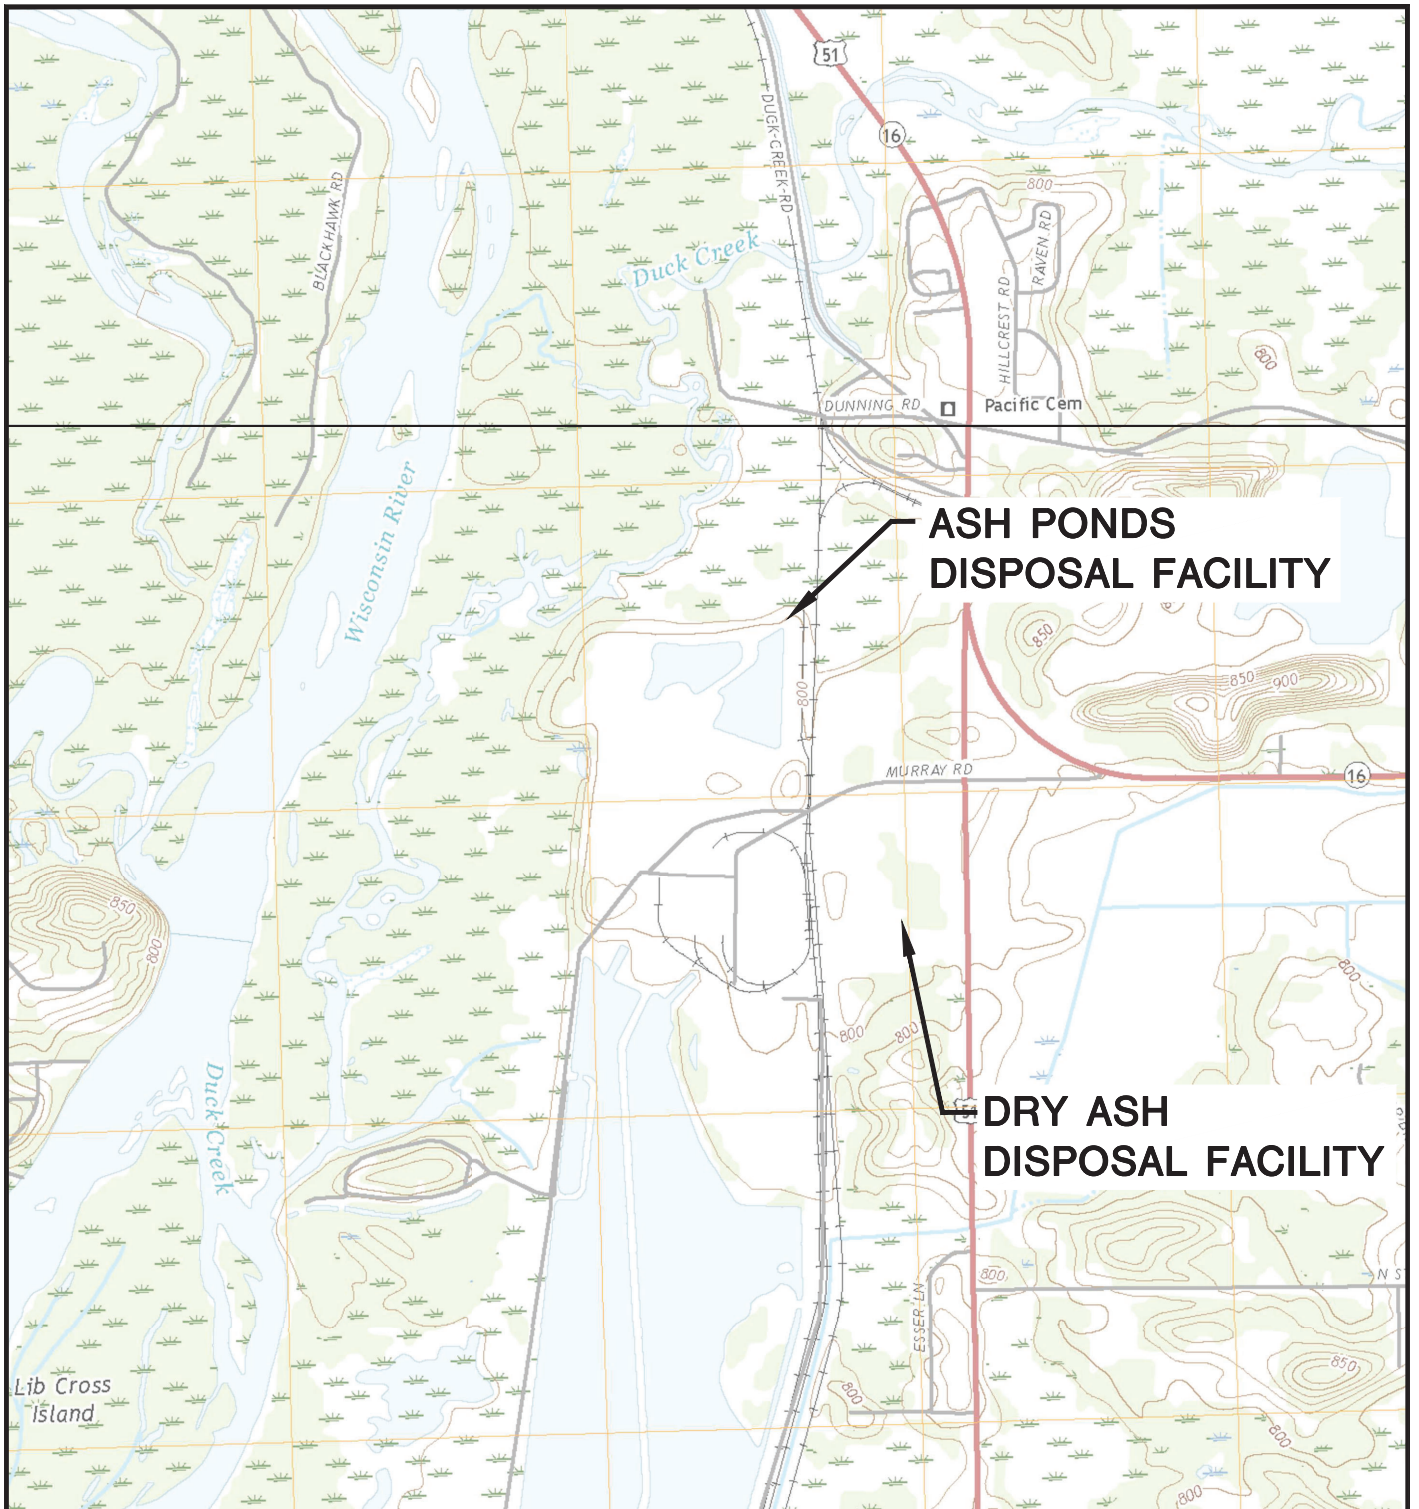 51
DUCK-CREEK-RD
16
BLACKHAWK RD
800
RAVEN RD
Duck Creek
HILLCREST RD
800
DUNNING RD
Pacific Cem
Wisconsin River
ASH PONDS
DISPOSAL FACILITY
850
850
900
800
MURRAY RD
16
850
800
800
800
800
Duck Creek
51
DRY ASH
DISPOSAL FACILITY
800
N S
ESSER LN
850
Lib Cross
Island
800
800
800